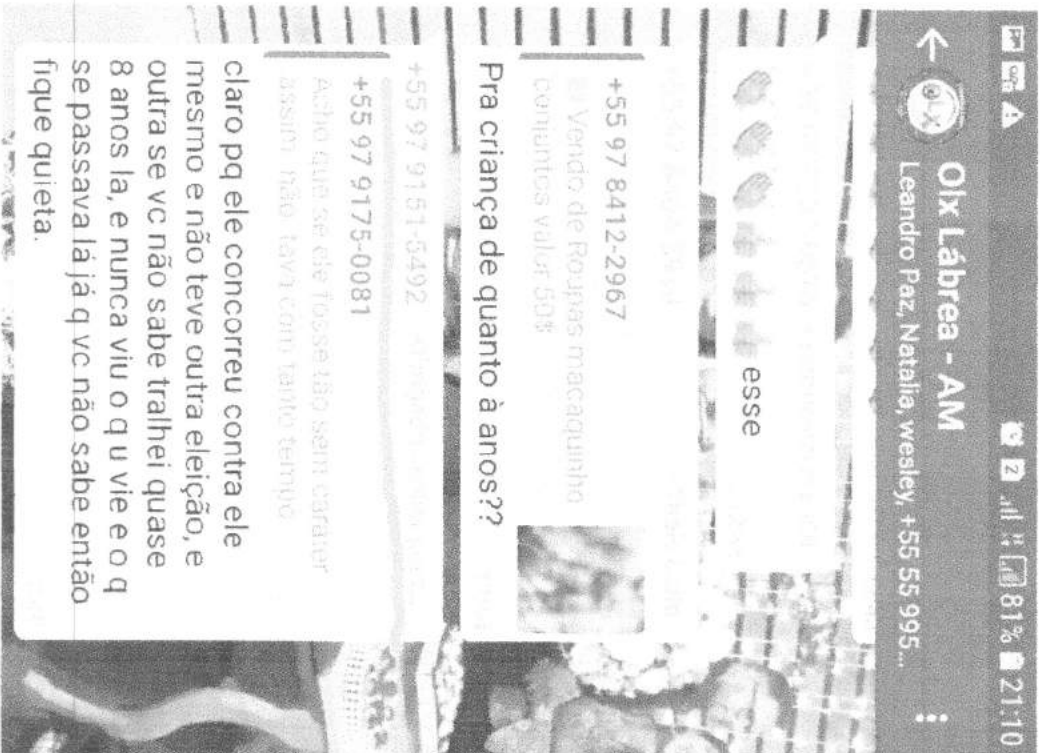 81% 21:10
Olx Lábrea - AM
Leandro Paz, Natalia, wesley, +55 55 995...
esse
+55 97 8412-2967
Vendo de Roupas macaquinho
conjuntos valor 50$
Pra criança de quanto à anos??
+55 97 9151-5492
+55 97 9175-0081
Acho que se ele fosse tão sem carater
assim não tava com tanto tempo
claro pq ele concorreu contra ele
mesmo e não teve outra eleição, e
outra se vc não sabe tralhei quase
8 anos la, e nunca viu o q u vie e o q
se passava lá já q vc não sabe então
fique quieta.